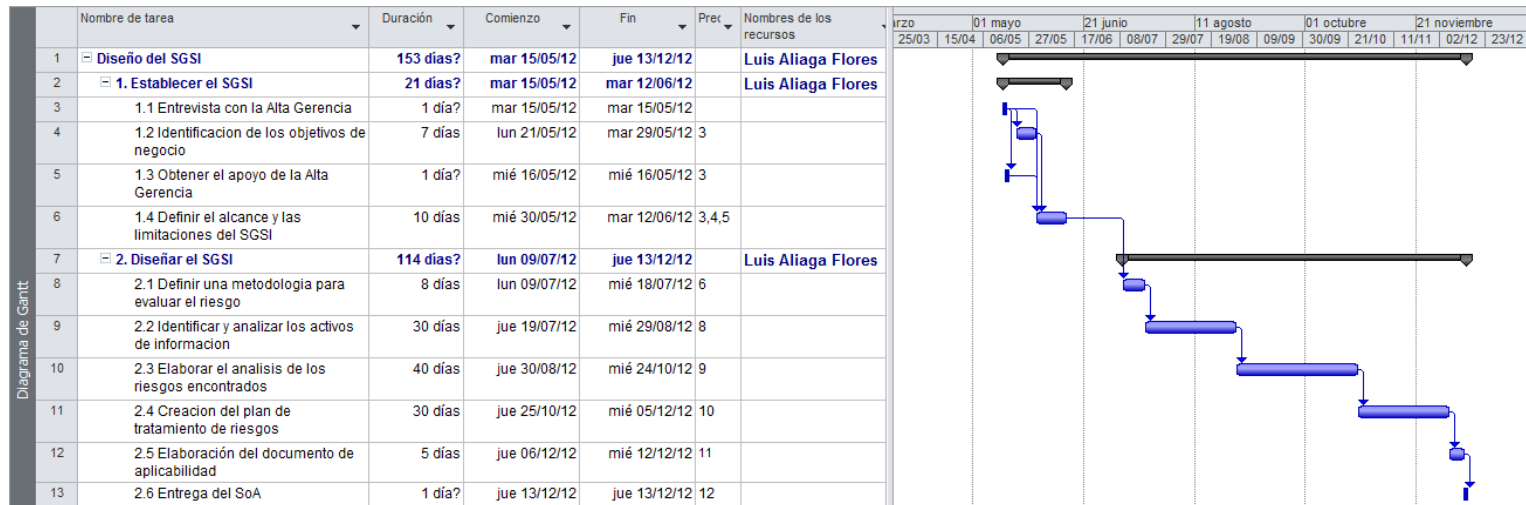 Nombre de tarea Duración Comienzo Fin Prec Nombres de los
recursos
1 Diseño del SGSI 153 días? mar 15/05/12 jue 13/12/12 Luis Aliaga Flores
2 1. Establecer el SGSI 21 días? mar 15/05/12 mar 12/06/12 Luis Aliaga Flores
3 1.1 Entrevista con la Alta Gerencia 1 día? mar 15/05/12 mar 15/05/12
4 1.2 Identificacion de los objetivos de 7 días lun 21/05/12 mar 29/05/12 3
negocio
5 1.3 Obtener el apoyo de la Alta 1 día? mié 16/05/12 mié 16/05/12 3
Gerencia
6 1.4 Definir el alcance y las 10 días mié 30/05/12 mar 12/06/12 3,4,5
limitaciones del SGSI
7 2. Diseñar el SGSI 114 días? lun 09/07/12 jue 13/12/12 Luis Aliaga Flores
8 2.1 Definir una metodologia para 8 días lun 09/07/12 mié 18/07/12 6
evaluar el riesgo
9 2.2 Identificar y analizar los activos 30 días jue 19/07/12 mié 29/08/12 8
de informacion
10 2.3 Elaborar el analisis de los 40 días jue 30/08/12 mié 24/10/12 9
riesgos encontrados
11 2.4 Creacion del plan de 30 días jue 25/10/12 mié 05/12/12 10
tratamiento de riesgos
12 2.5 Elaboración del documento de 5 días jue 06/12/12 mié 12/12/12 11
aplicabilidad
13 2.6 Entrega del SoA 1 día? jue 13/12/12 jue 13/12/12 12
Diagrama de Gantt
arzo 01 mayo 21 junio 11 agosto 01 octubre 21 noviembre
25/03 15/04 06/05 27/05 17/06 08/07 29/07 19/08 09/09 30/09 21/10 11/11 02/12 23/12